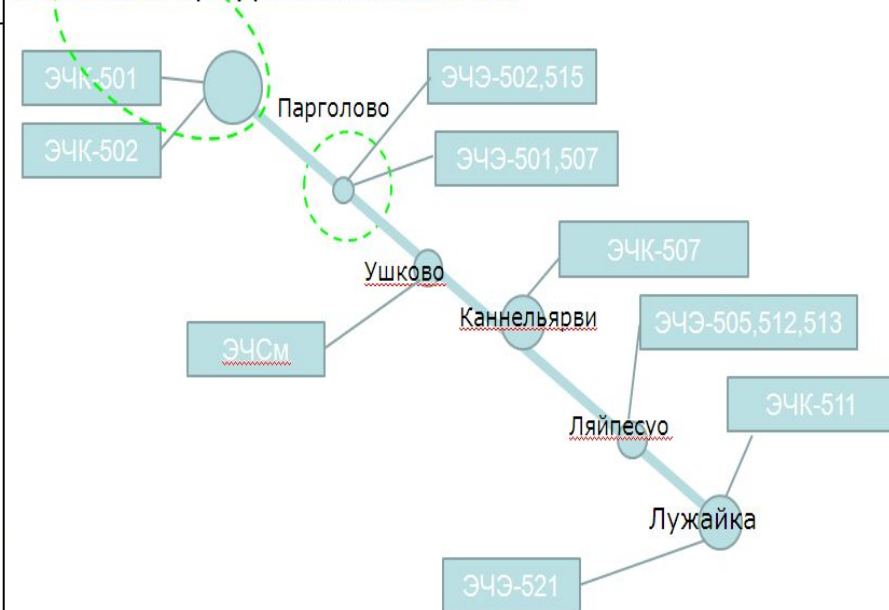 ЭЧК-501
ЭЧЭ-502,515
Парголово
ЭЧК-502
ЭЧЭ-501,507
ЭЧК-507
Ушково
Каннельярви
ЭЧЭ-505,512,513
ЭЧСм
ЭЧК-511
Ляйпесуо
Лужайка
ЭЧЭ-521